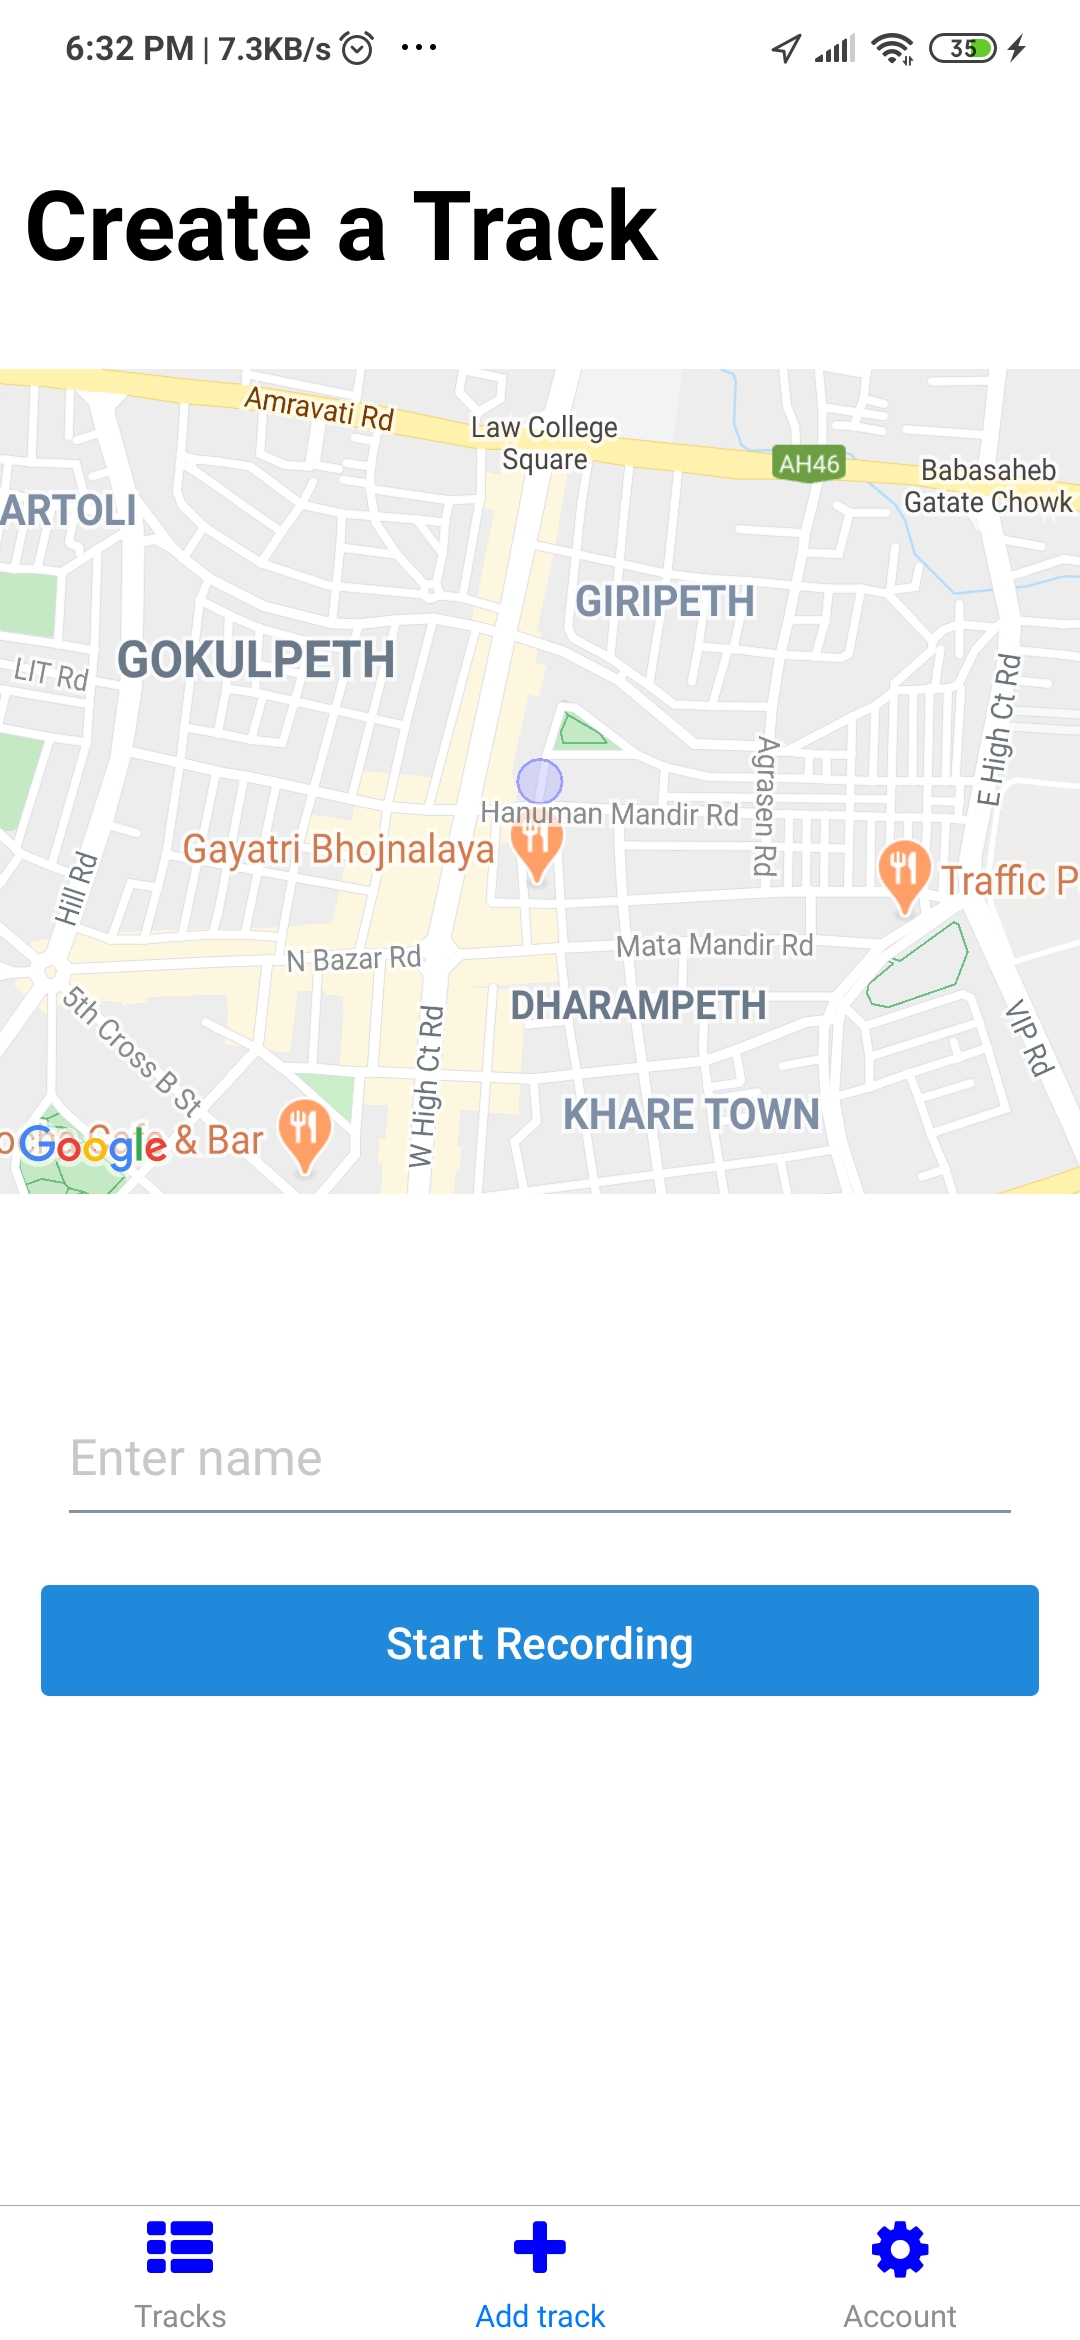 6:32 PM | 7.3KB/s
35
Create a Track
Amravati Rd
Law College
Square
AH46
Babasaheb
Gatate Chowk
ARTOLI
GIRIPETH
GOKULPETH
LIT Rd
E High Ct Rd
Agrasen Rd
Hanuman Mandir Rd
Gayatri Bhojnalaya
Traffic P
Hill Rd
Mata Mandir Rd
N Bazar Rd
5th Cross B St
DHARAMPETH
VIP Rd
W High Ct Rd
KHARE TOWN
Google
& Bar
Enter name
Start Recording
Tracks
Add track
Account